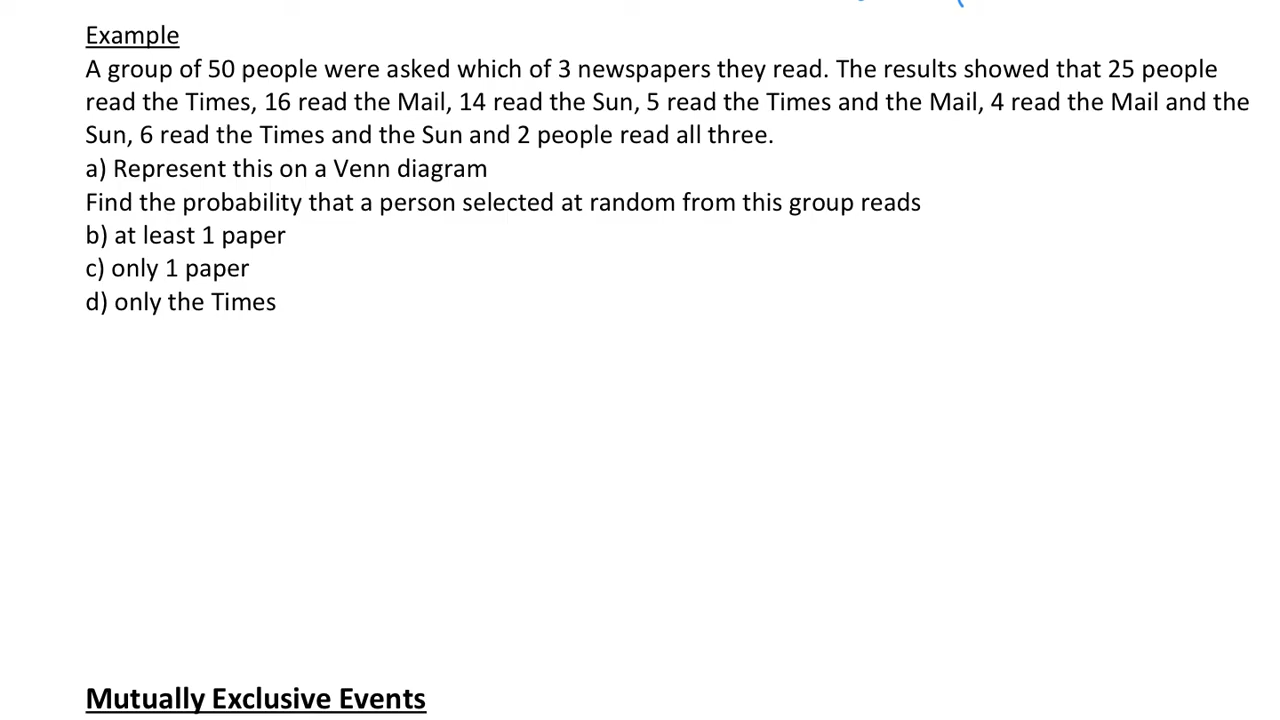 Example
A group of 50 people were asked which of 3 newspapers they read. The results showed that 25 people
read the Times, 16 read the Mail, 14 read the Sun, 5 read the Times and the Mail, 4 read the Mail and the
Sun, 6 read the Times and the Sun and 2 people read all three.
a) Represent this on a Venn diagram
Find the probability that a person selected at random from this group reads
b) at least 1 paper
c) only 1 paper
d) only the Times
Mutually Exclusive Events